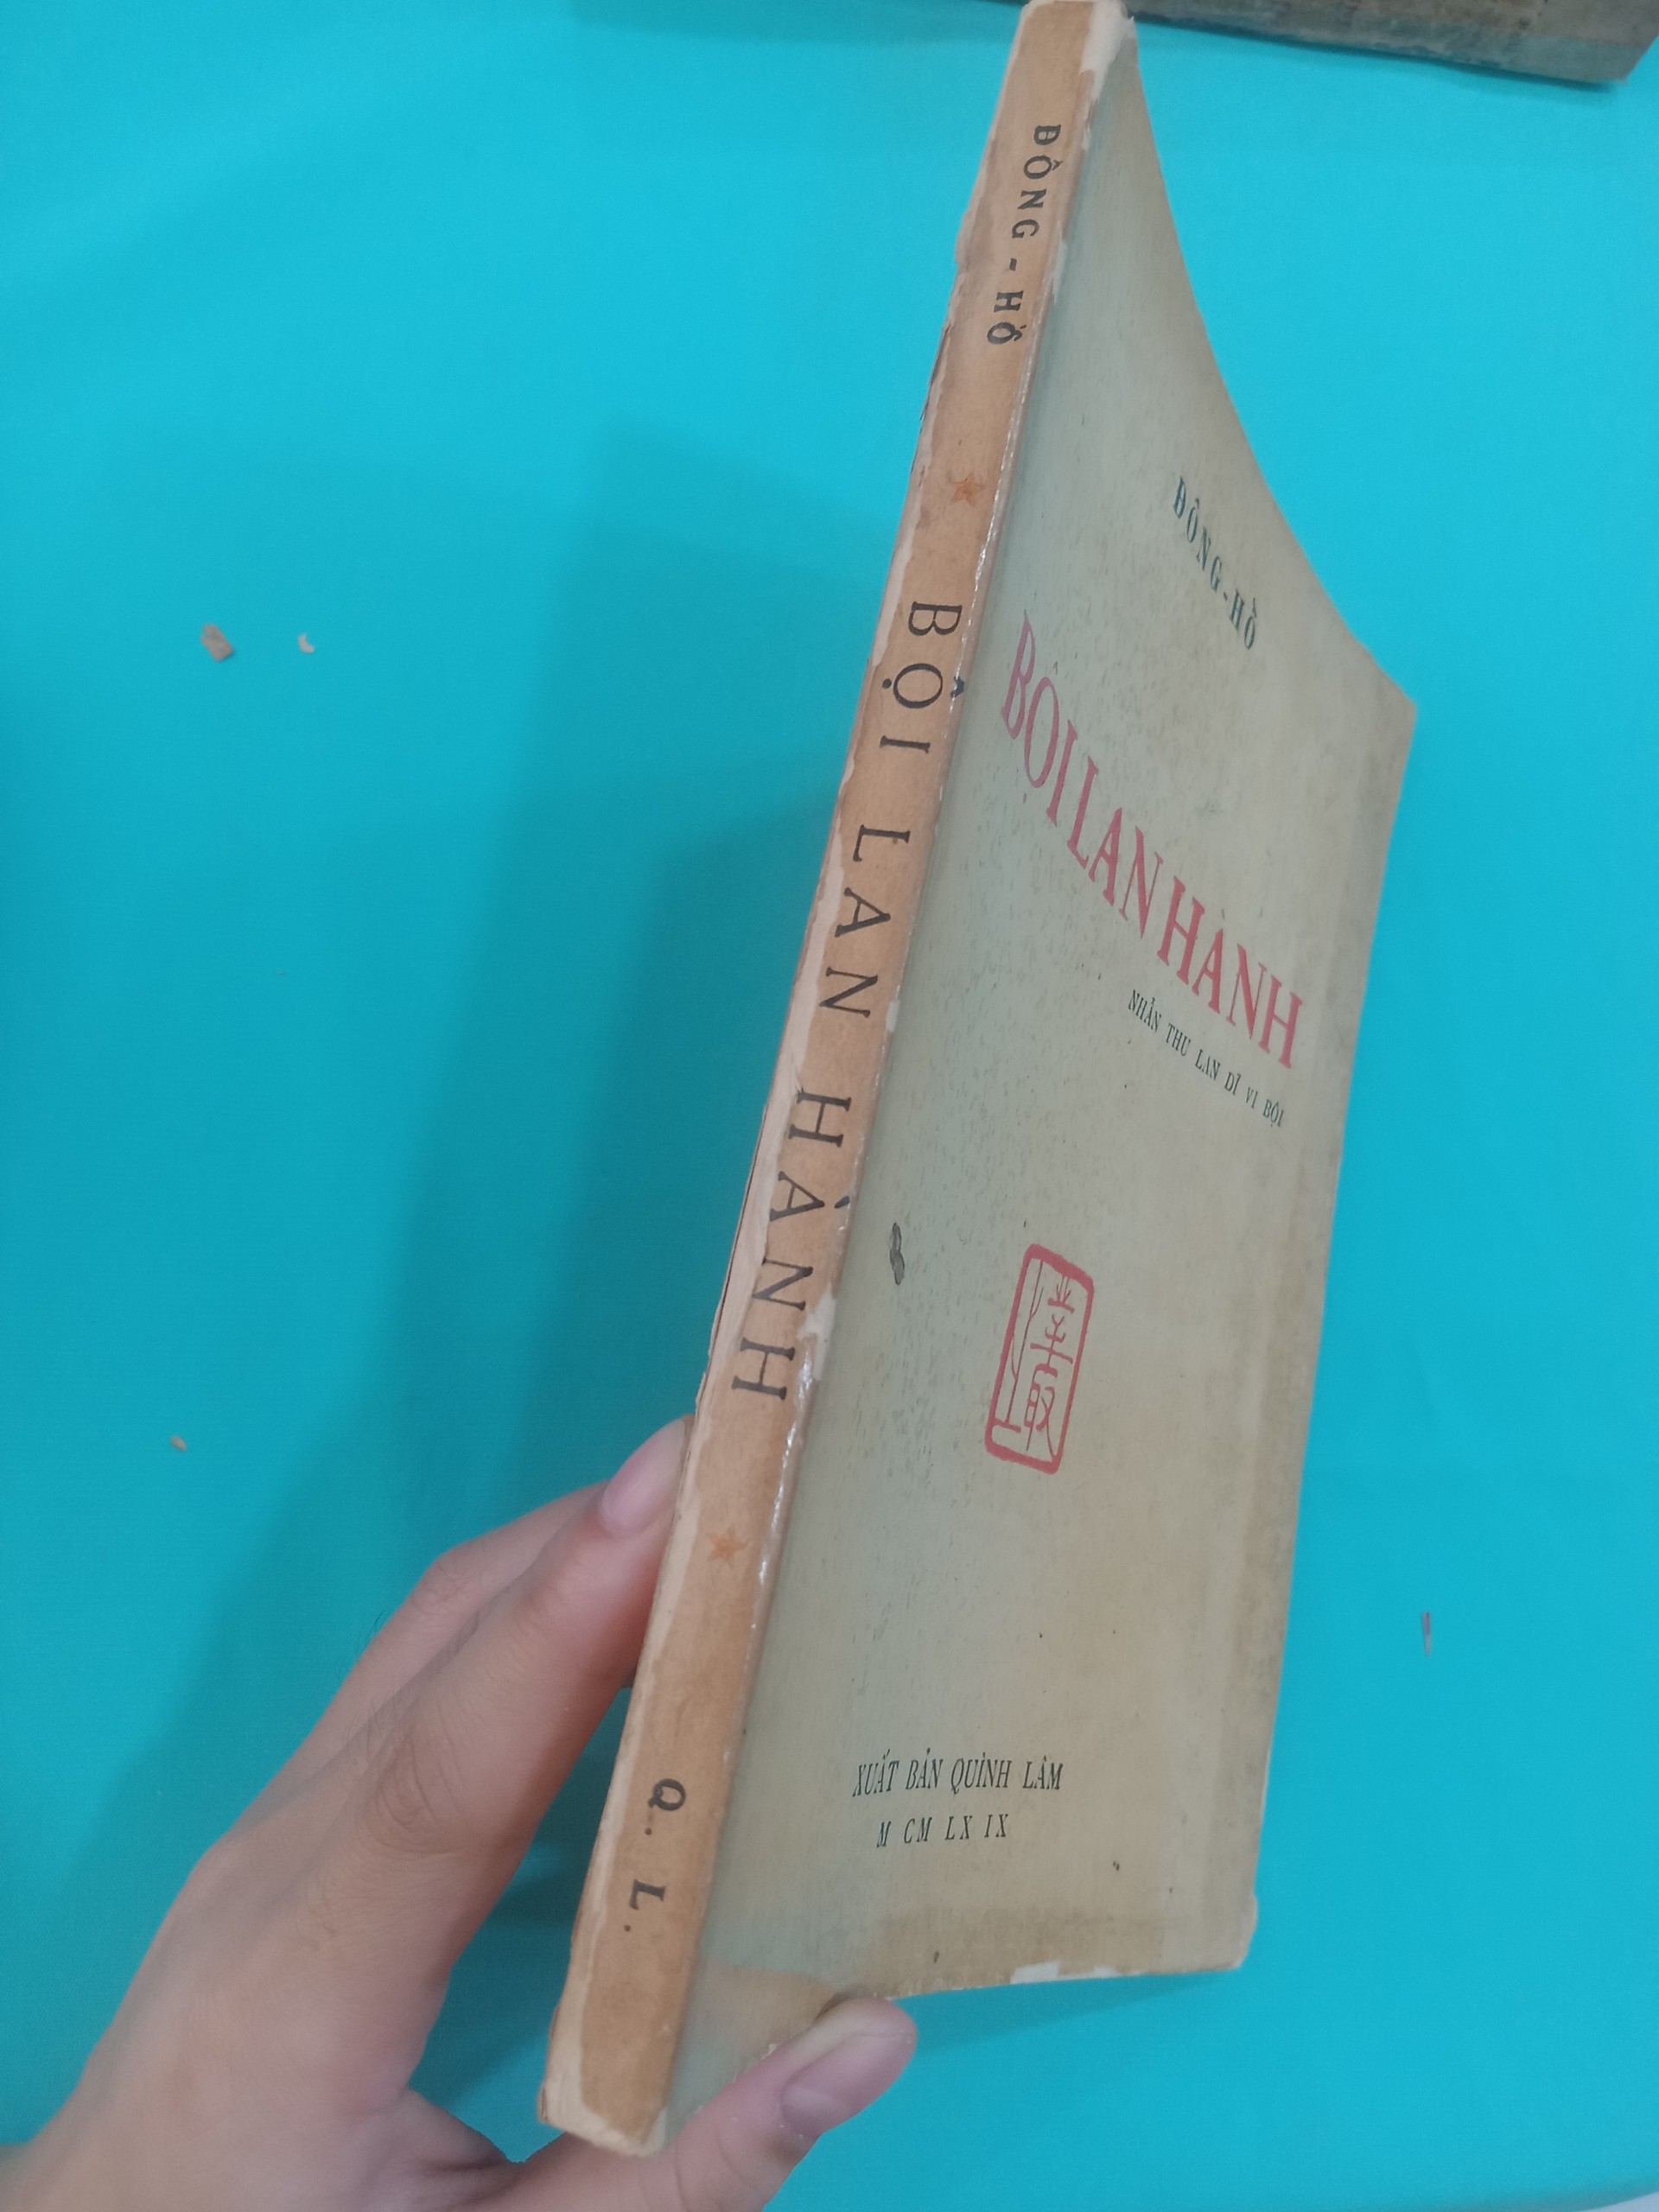 ĐÔNG - HỒ
BỘI LAN HÀNH
Q. L.
ĐÔNG-HỒ
BỘI LAN HÀNH
NHẪN THU LAN DĨ VI BỘI
XUẤT BẢN QUỲNH LÂM
M CM LX IX